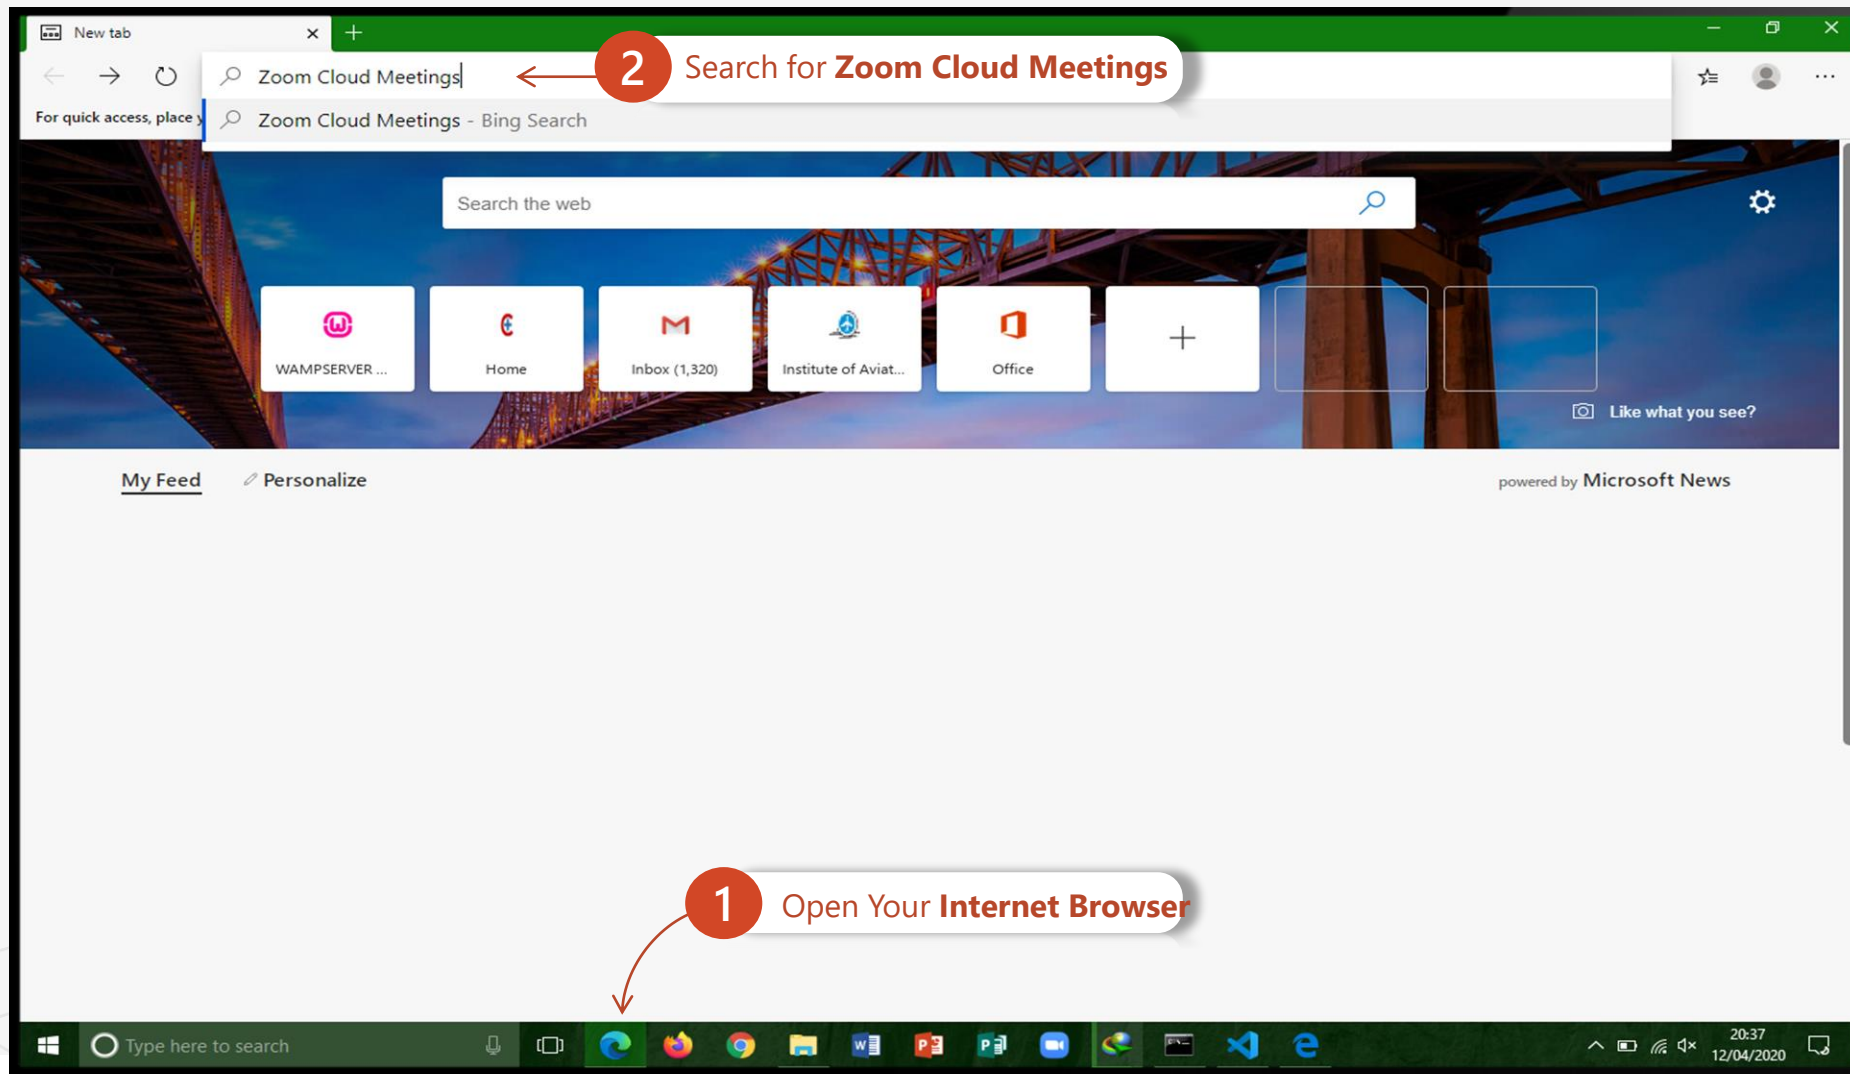 New tab
Zoom Cloud Meetings
2 Search for Zoom Cloud Meetings
For quick access, place y
Zoom Cloud Meetings - Bing Search
Search the web
WAMPSERVER ...
Home
Inbox (1,320)
Institute of Aviat...
Office
Like what you see?
My Feed
Personalize
powered by Microsoft News
1 Open Your Internet Browser
Type here to search
20:37
12/04/2020